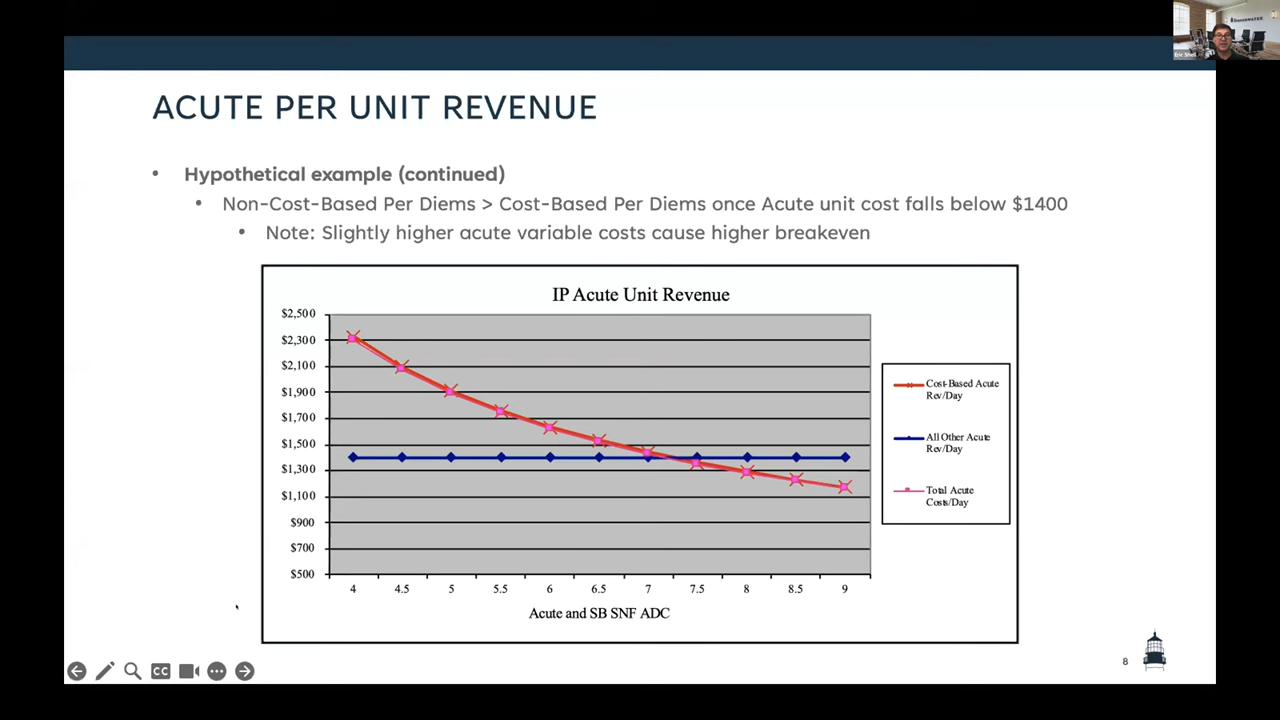 STROUDWATER
Eric Shell
ACUTE PER UNIT REVENUE
• Hypothetical example (continued)
• Non-Cost-Based Per Diems > Cost-Based Per Diems once Acute unit cost falls below $1400
• Note: Slightly higher acute variable costs cause higher breakeven
IP Acute Unit Revenue
$2,500
$2,300
$2,100
$1,900
$1,700
$1,500
$1,300
$1,100
$900
$700
$500
4 4.5 5 5.5 6 6.5 7 7.5 8 8.5 9
Acute and SB SNF ADC
Cost-Based Acute
Rev/Day
All Other Acute
Rev/Day
Total Acute
Costs/Day
8
CC